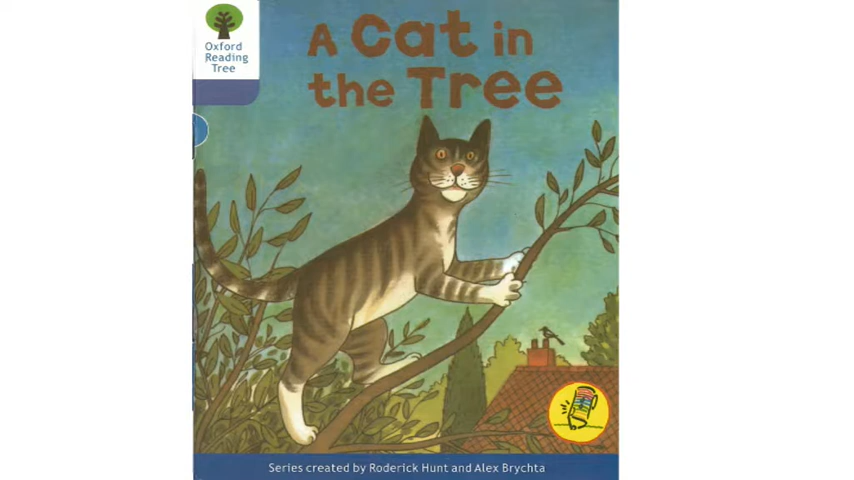 Oxford
Reading
Tree
A Cat in
the Tree
Series created by Roderick Hunt and Alex Brychta